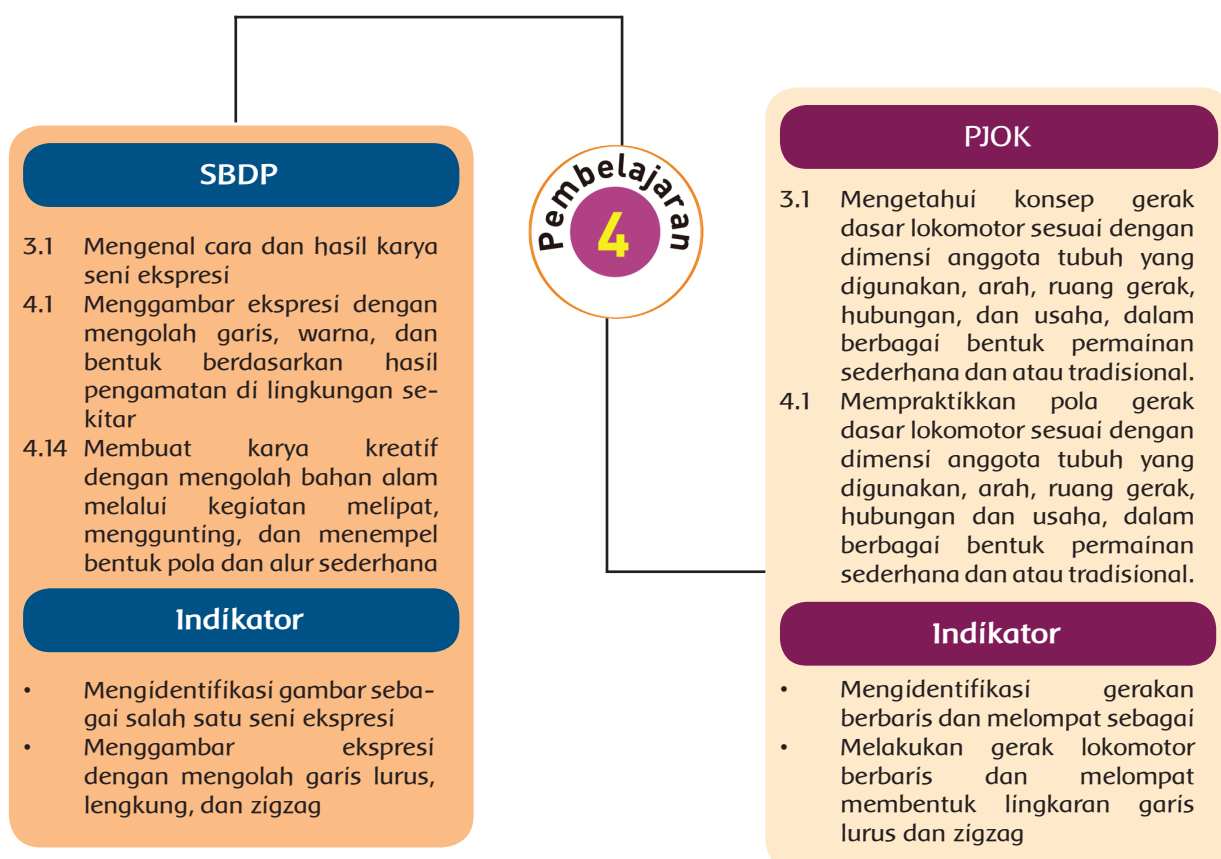 Pembelajaran
4
SBDP
3.1 Mengenal cara dan hasil karya
seni ekspresi
4.1 Menggambar ekspresi dengan
mengolah garis, warna, dan
bentuk berdasarkan hasil
pengamatan di lingkungan se-
kitar
4.14 Membuat karya kreatif
dengan mengolah bahan alam
melalui kegiatan melipat,
menggunting, dan menempel
bentuk pola dan alur sederhana
Indikator
• Mengidentifikasi gambar seba-
gai salah satu seni ekspresi
• Menggambar ekspresi
dengan mengolah garis lurus,
lengkung, dan zigzag
PJOK
3.1 Mengetahui konsep gerak
dasar lokomotor sesuai dengan
dimensi anggota tubuh yang
digunakan, arah, ruang gerak,
hubungan, dan usaha, dalam
berbagai bentuk permainan
sederhana dan atau tradisional.
4.1 Mempraktikkan pola gerak
dasar lokomotor sesuai dengan
dimensi anggota tubuh yang
digunakan, arah, ruang gerak,
hubungan dan usaha, dalam
berbagai bentuk permainan
sederhana dan atau tradisional.
Indikator
• Mengidentifikasi gerakan
berbaris dan melompat sebagai
• Melakukan gerak lokomotor
berbaris dan melompat
membentuk lingkaran garis
lurus dan zigzag